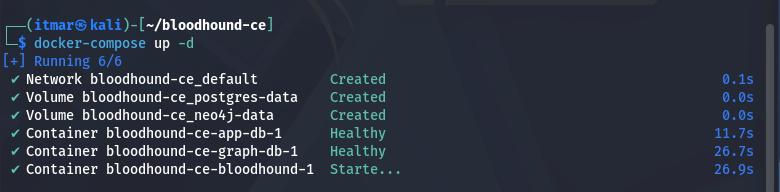 ┌──(itmar㉿kali)-[~/bloodhound-ce]
└─$ docker-compose up -d
[+] Running 6/6
✔ Network bloodhound-ce_default Created 0.1s
✔ Volume bloodhound-ce_postgres-data Created 0.0s
✔ Volume bloodhound-ce_neo4j-data Created 0.0s
✔ Container bloodhound-ce-app-db-1 Healthy 11.7s
✔ Container bloodhound-ce-graph-db-1 Healthy 26.7s
✔ Container bloodhound-ce-bloodhound-1 Starte... 26.9s